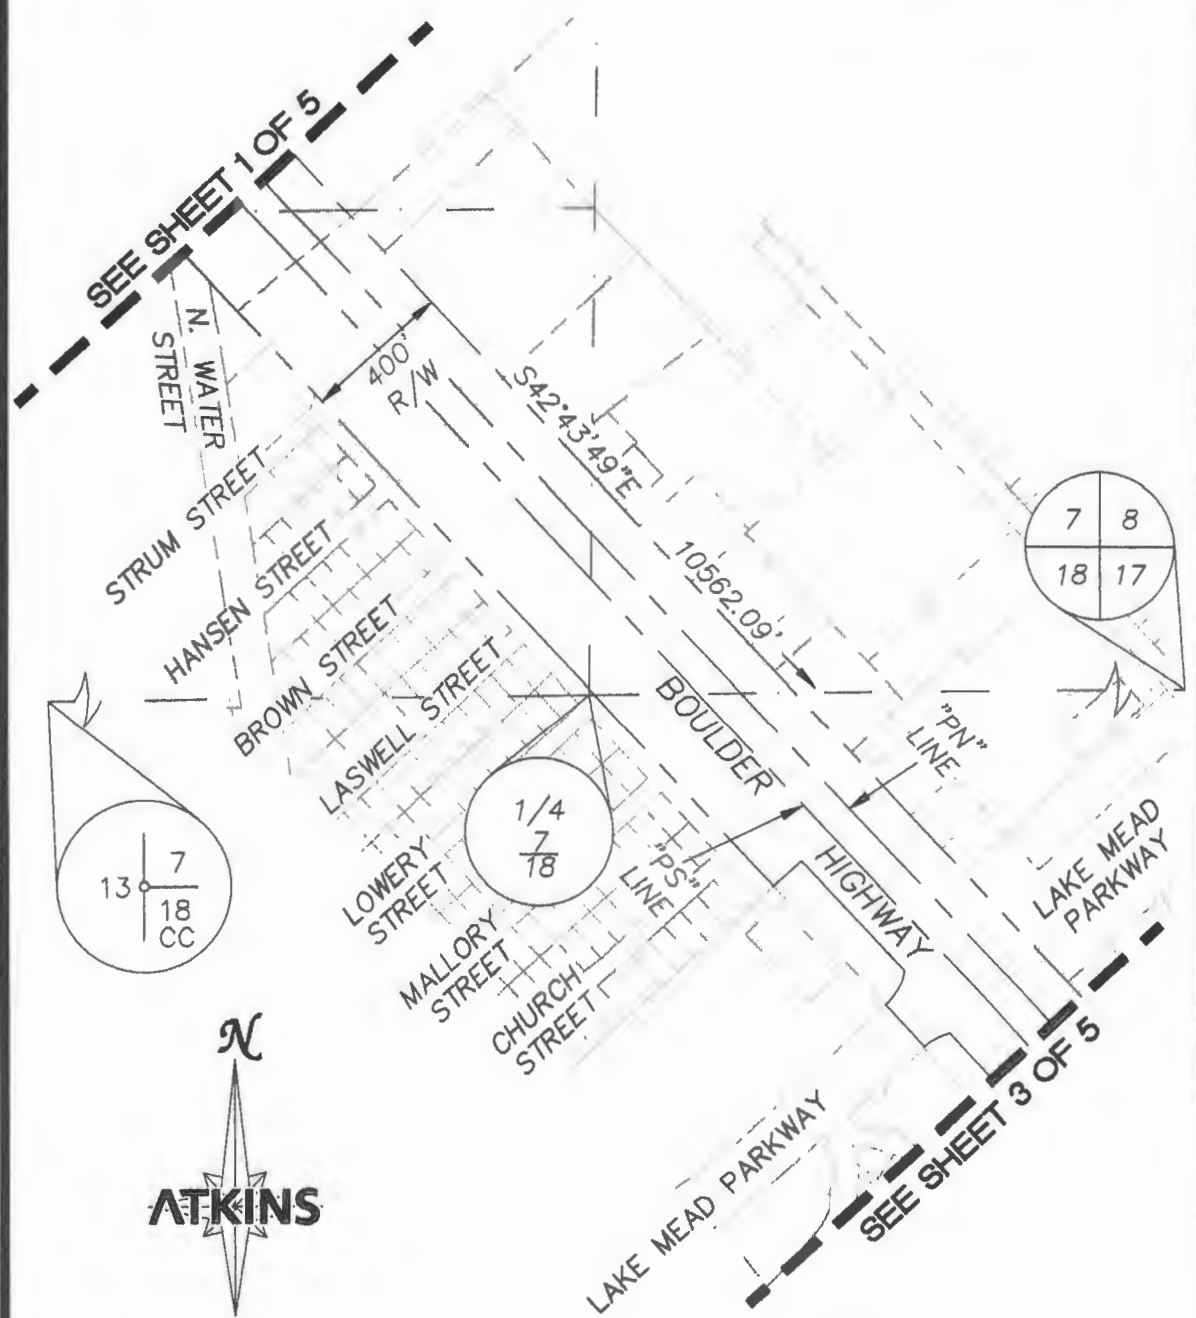 SEE SHEET 1 OF 5
N. WATER
STREET
400'
R/W
S42°43'49"E
10562.09'
STRUM STREET
HANSEN STREET
BROWN STREET
LASWELL STREET
LOWERY
STREET
MALLORY
STREET
CHURCH
STREET
7 8
18 17
BOULDER
HIGHWAY
"PN"
LINE
"PS"
LINE
1/4
7
18
13 7
18
CC
LAKE MEAD
PARKWAY
LAKE MEAD PARKWAY
SEE SHEET 3 OF 5
N
ATKINS